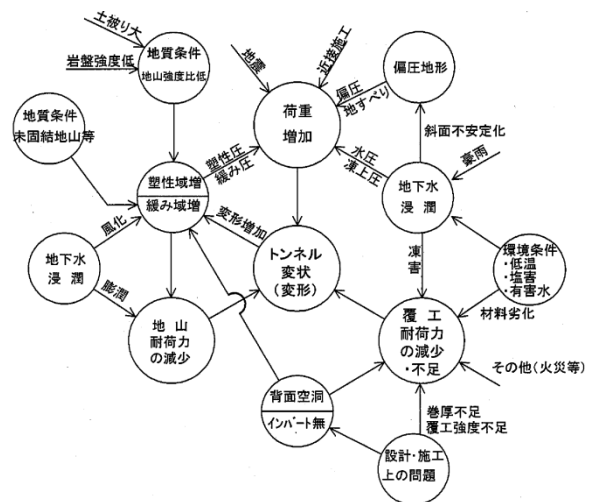 土被り大
岩盤強度低
地質条件
地山強度比低
地質条件
未固結地山等
地震
近接施工
荷重
増加
偏圧
地すべり
偏圧地形
斜面不安定化
豪雨
塑性圧
緩み圧
水圧
凍上圧
塑性域増
緩み域増
地下水
浸潤
風化
膨潤
地下水
浸潤
変形増加
トンネル
変状
(変形)
凍害
環境条件
・低温
・塩害
・有害水
材料劣化
地山
耐荷力
の減少
覆工
耐荷力
の減少
・不足
その他(火災等)
背面空洞
インバート無
巻厚不足
覆工強度不足
設計・施工
上の問題